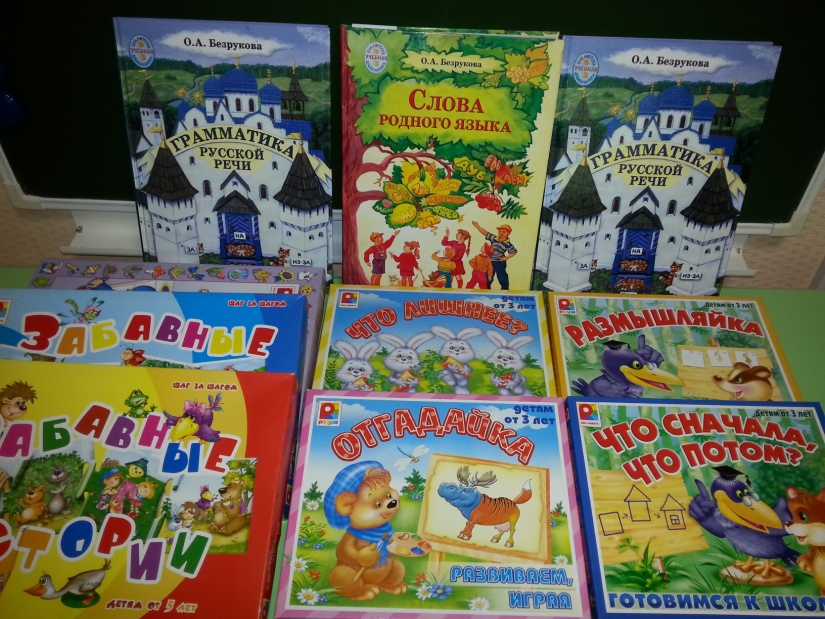 О.А. Безрукова
ГРАММАТИКА
РУССКОЙ РЕЧИ
ЗА
НА
ИЗ-ЗА
О.А. Безрукова
СЛОВА
РОДНОГО ЯЗЫКА
О.А. Безрукова
ГРАММАТИКА
РУССКОЙ РЕЧИ
ЗА
НА
ИЗ-ЗА
ШАГ ЗА ШАГОМ
ЗАБАВНЫЕ
ДЕТЯМ
ОТ 3 ЛЕТ
ЧТО ЛИШНЕЕ?
ДЕТЯМ ОТ 3 ЛЕТ
РАЗМЫШЛЯЙКА
ШАГ ЗА ШАГОМ
АБАВНЫЕ
СТОРИИ
ДЕТЯМ ОТ 5 ЛЕТ
ДЕТЯМ
ОТ 3 ЛЕТ
ОТГАДАЙКА
РАЗВИВАЕМ,
ИГРАЯ
ДЕТЯМ ОТ 3 ЛЕТ
ЧТО СНАЧАЛА,
ЧТО ПОТОМ?
ГОТОВИМСЯ К ШКОЛ